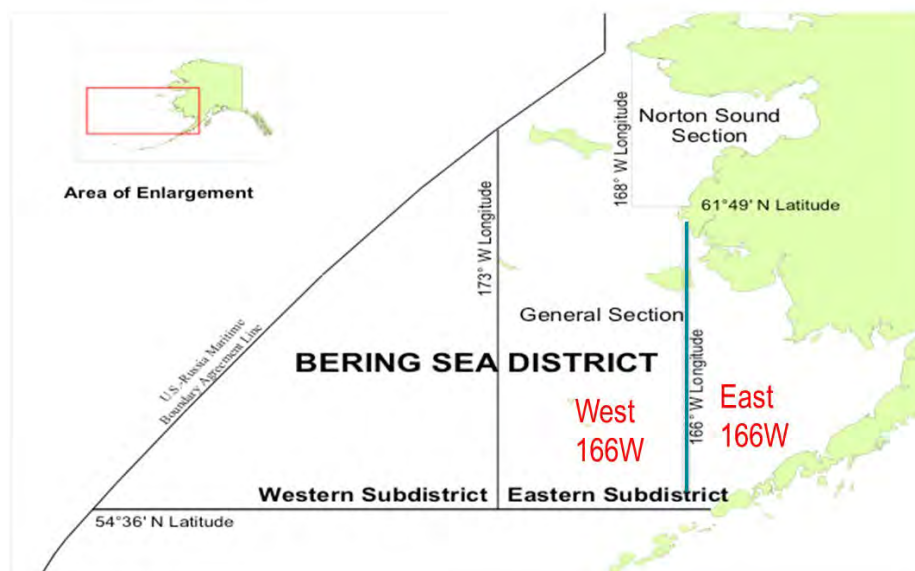 Area of Enlargement
Norton Sound
Section
168° W Longitude
61°49' N Latitude
173° W Longitude
General Section
U.S.-Russia Maritime
Boundary Agreement Line
BERING SEA DISTRICT
166° W Longitude
West
166W
East
166W
Western Subdistrict
Eastern Subdistrict
54°36' N Latitude